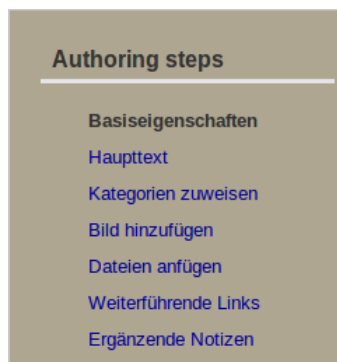 Authoring steps
Basiseigenschaften
Haupttext
Kategorien zuweisen
Bild hinzufügen
Dateien anfügen
Weiterführende Links
Ergänzende Notizen